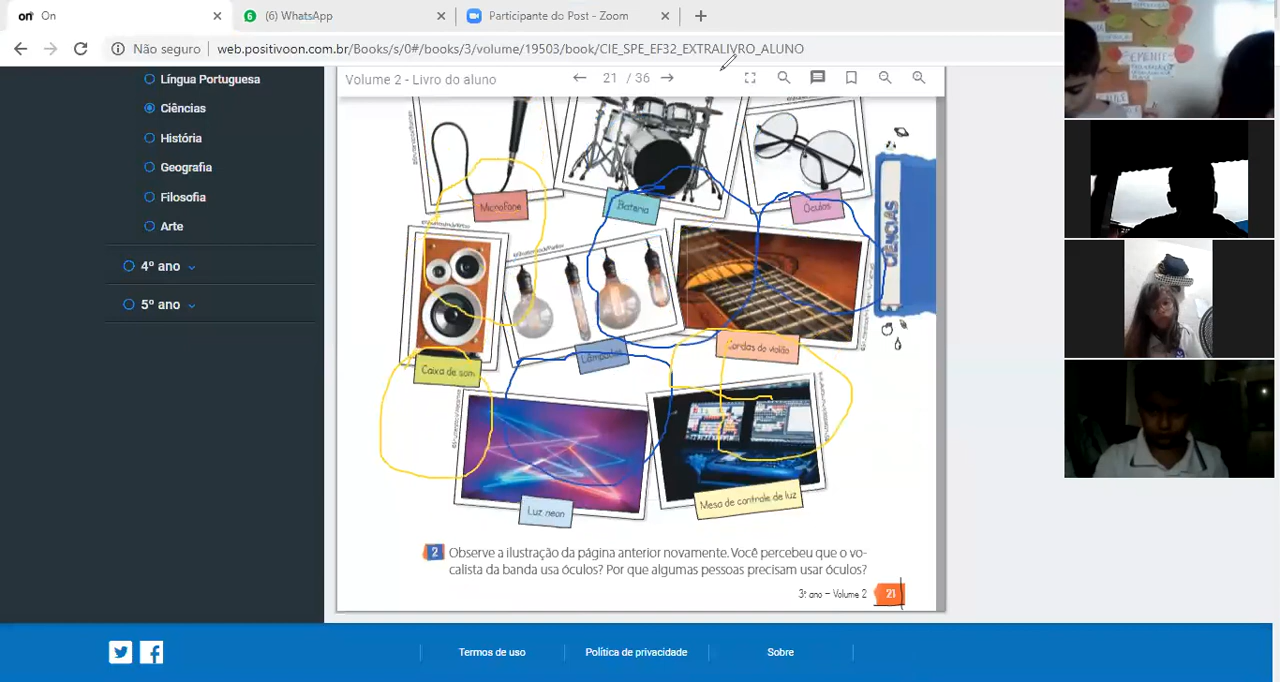 On
(6) WhatsApp
Participante do Post - Zoom
Não seguro
web.positivoon.com.br/Books/s/0#/books/3/volume/19503/book/CIE_SPE_EF32_EXTRALIVRO_ALUNO
Língua Portuguesa
Ciências
História
Geografia
Filosofia
Arte
4º ano
5º ano
Volume 2 - Livro do aluno
21 / 36
Microfone
Bateria
Óculos
CIÊNCIAS
Caixa de som
Lâmpadas
Cordas do violão
Luz neon
Mesa de controle de luz
2 Observe a ilustração da página anterior novamente. Você percebeu que o vo-
calista da banda usa óculos? Por que algumas pessoas precisam usar óculos?
3º. ano – Volume 2 21
Termos de uso
Política de privacidade
Sobre
SEMENTE